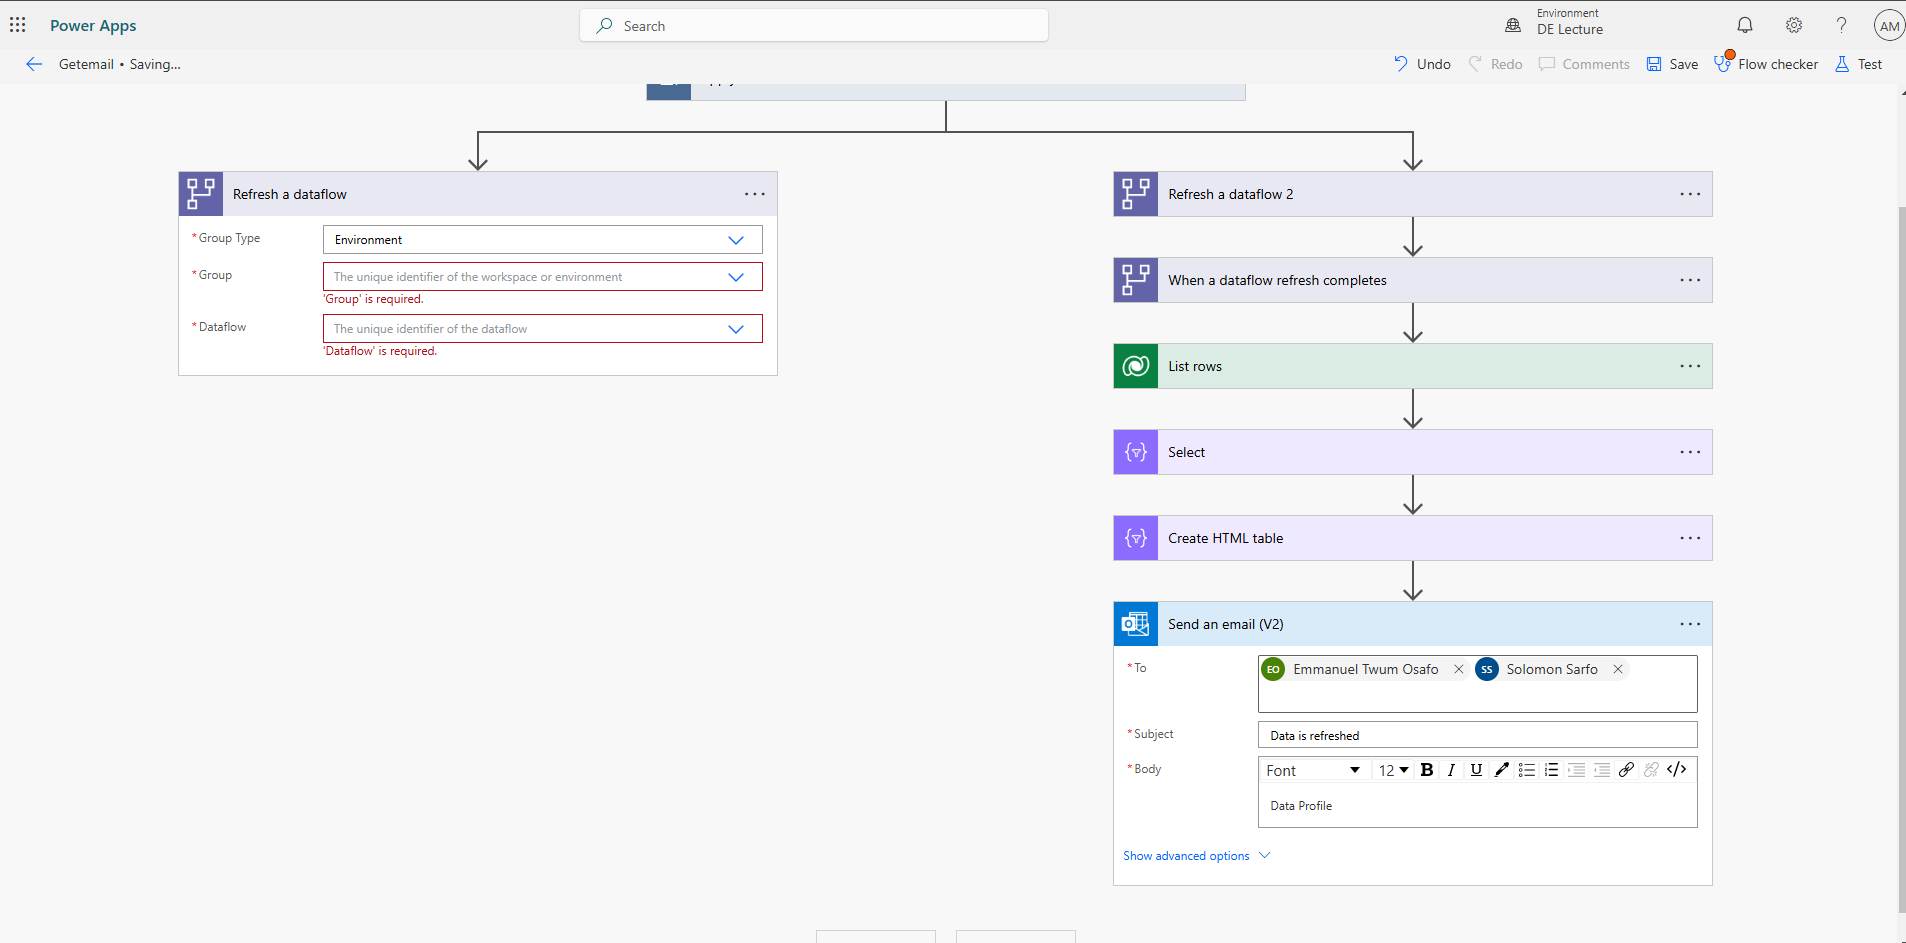 Power Apps
Search
Environment
DE Lecture
AM
Getemail • Saving...
Undo
Redo
Comments
Save
Flow checker
Test
Refresh a dataflow
* Group Type
Environment
* Group
The unique identifier of the workspace or environment
'Group' is required.
* Dataflow
The unique identifier of the dataflow
'Dataflow' is required.
Refresh a dataflow 2
When a dataflow refresh completes
List rows
Select
Create HTML table
Send an email (V2)
* To
EO Emmanuel Twum Osafo
SS Solomon Sarfo
* Subject
Data is refreshed
* Body
Font
12
B I U
</>
Data Profile
Show advanced options